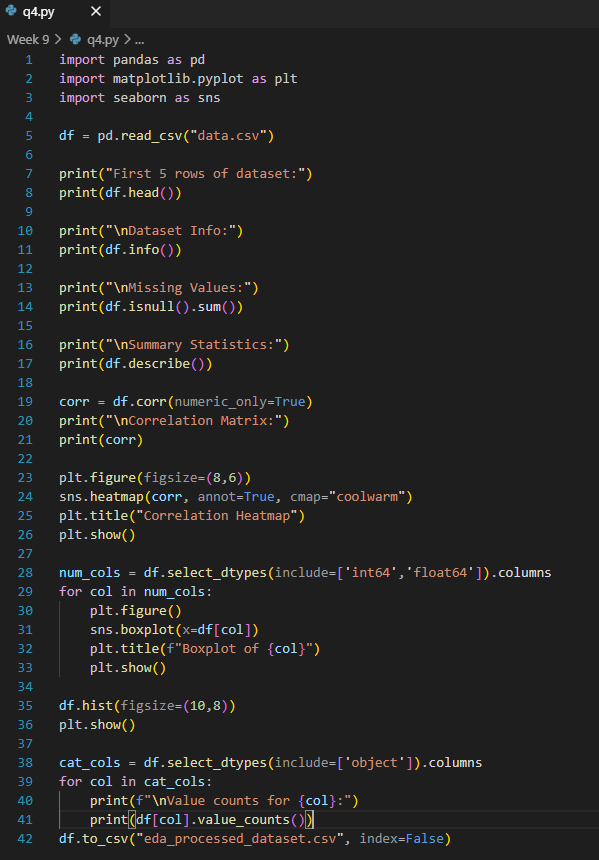 q4.py
Week 9 > q4.py > ...
1 import pandas as pd
2 import matplotlib.pyplot as plt
3 import seaborn as sns
4
5 df = pd.read_csv("data.csv")
6
7 print("First 5 rows of dataset:")
8 print(df.head())
9
10 print("\nDataset Info:")
11 print(df.info())
12
13 print("\nMissing Values:")
14 print(df.isnull().sum())
15
16 print("\nSummary Statistics:")
17 print(df.describe())
18
19 corr = df.corr(numeric_only=True)
20 print("\nCorrelation Matrix:")
21 print(corr)
22
23 plt.figure(figsize=(8,6))
24 sns.heatmap(corr, annot=True, cmap="coolwarm")
25 plt.title("Correlation Heatmap")
26 plt.show()
27
28 num_cols = df.select_dtypes(include=['int64','float64']).columns
29 for col in num_cols:
30     plt.figure()
31     sns.boxplot(x=df[col])
32     plt.title(f"Boxplot of {col}")
33     plt.show()
34
35 df.hist(figsize=(10,8))
36 plt.show()
37
38 cat_cols = df.select_dtypes(include=['object']).columns
39 for col in cat_cols:
40     print(f"\nValue counts for {col}:")
41     print(df[col].value_counts())
42 df.to_csv("eda_processed_dataset.csv", index=False)